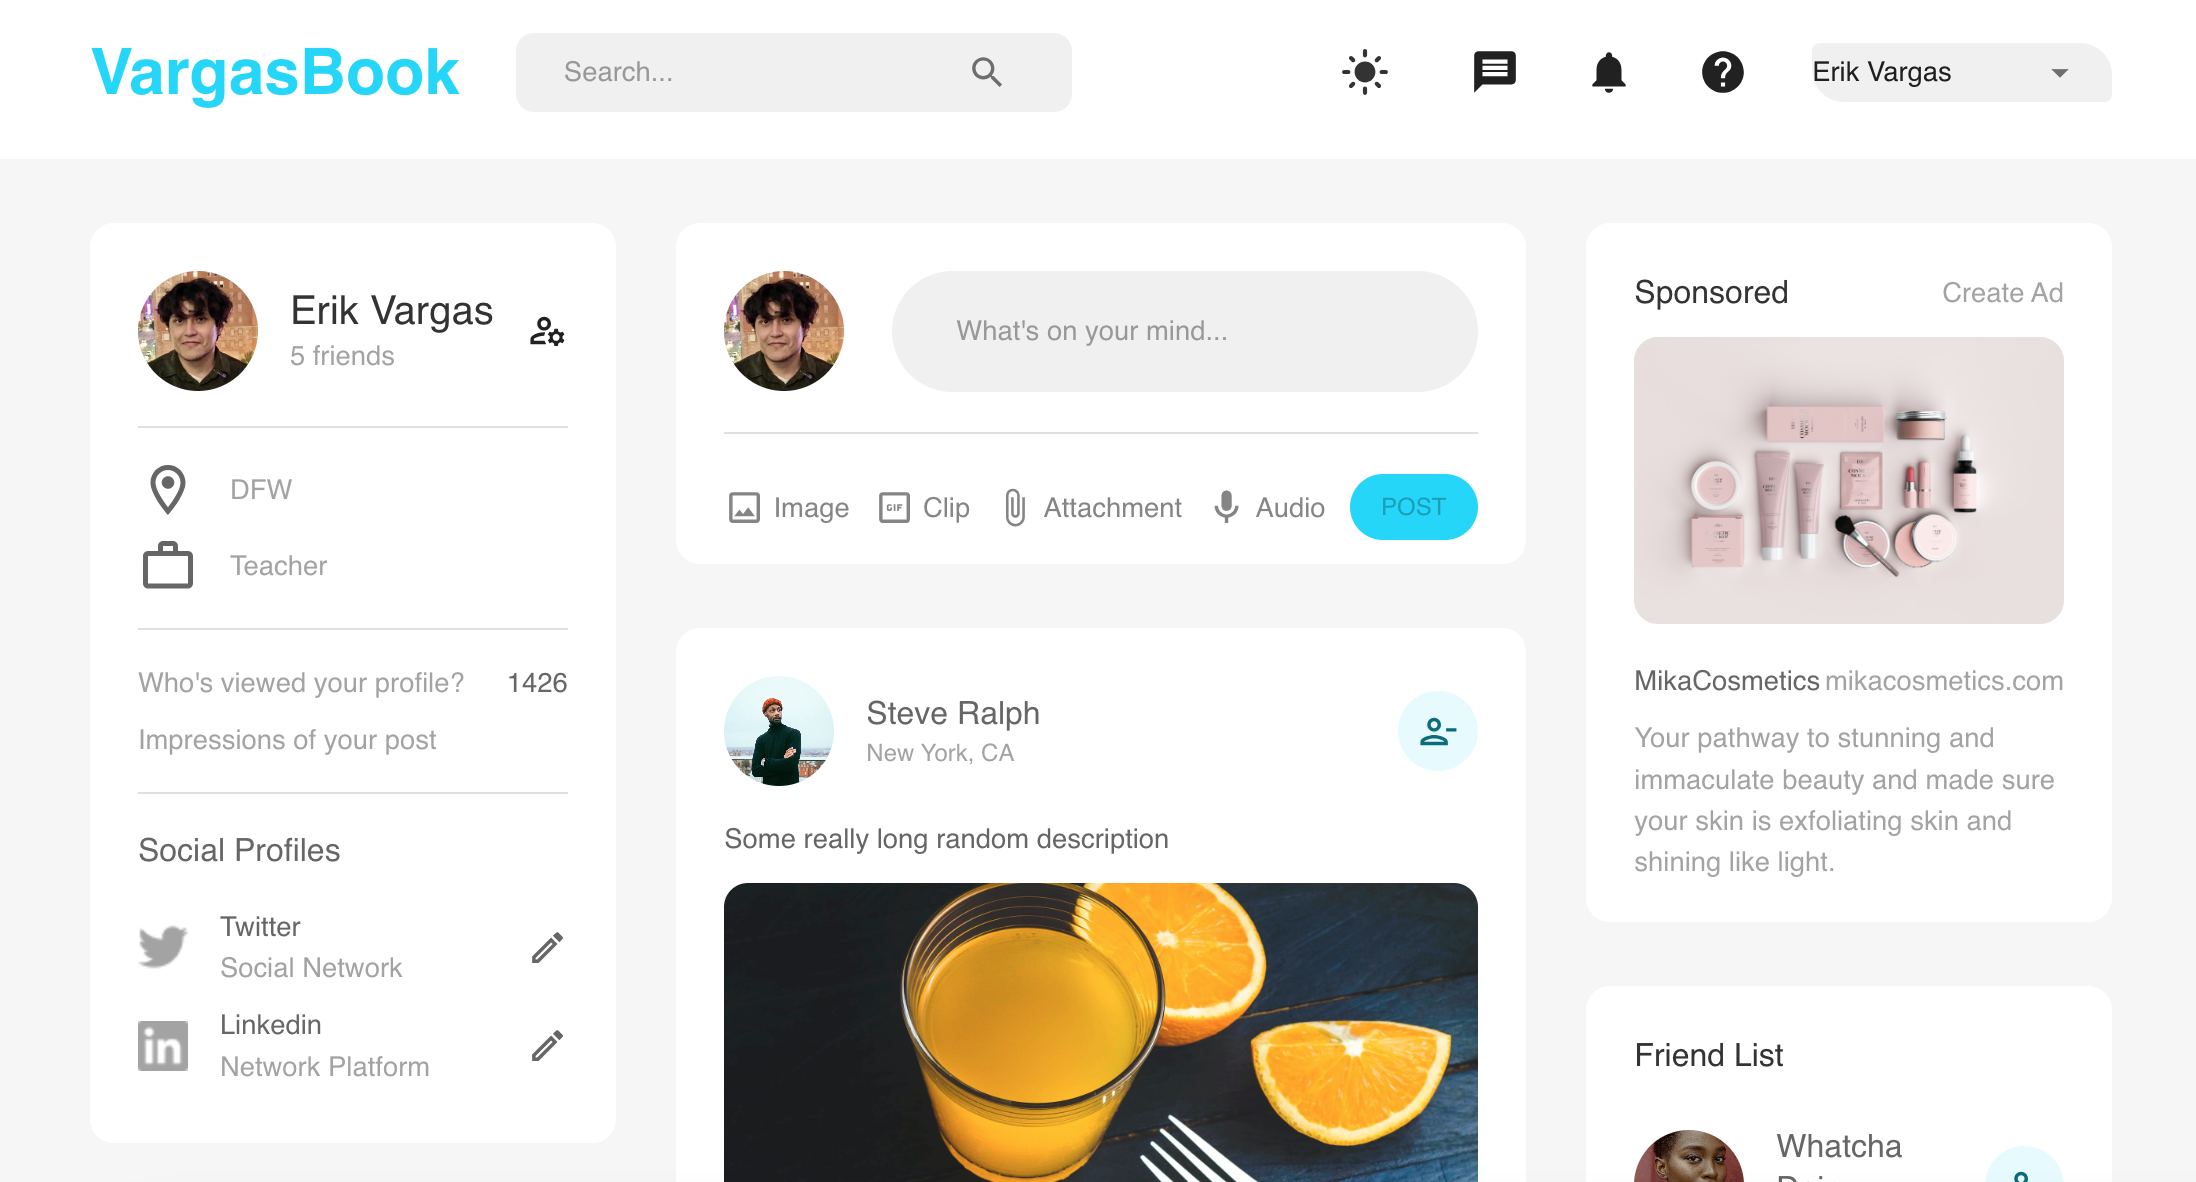 VargasBook
Search...
Erik Vargas
Erik Vargas
5 friends
DFW
Teacher
Who's viewed your profile? 1426
Impressions of your post
Social Profiles
Twitter
Social Network
Linkedin
Network Platform
What's on your mind...
Image
GIF
Clip
Attachment
Audio
POST
Steve Ralph
New York, CA
Some really long random description
Sponsored
Create Ad
MikaCosmetics mikacosmetics.com
Your pathway to stunning and
immaculate beauty and made sure
your skin is exfoliating skin and
shining like light.
Friend List
Whatcha